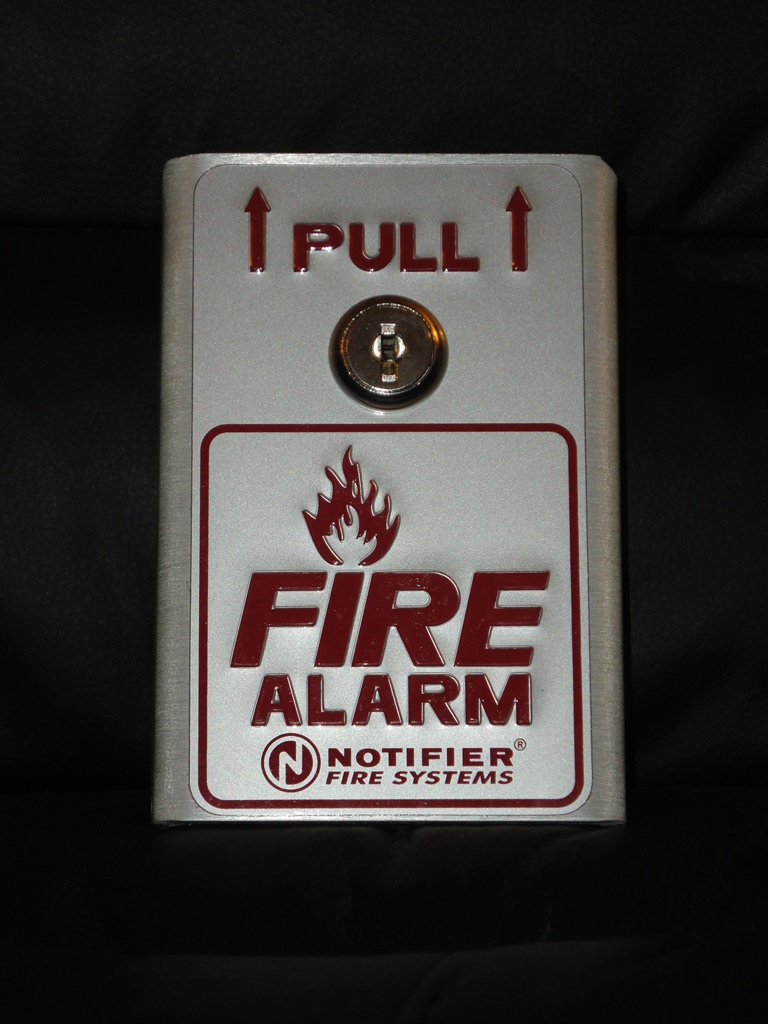 PULL
FIRE
ALARM
N NOTIFIER®
FIRE SYSTEMS